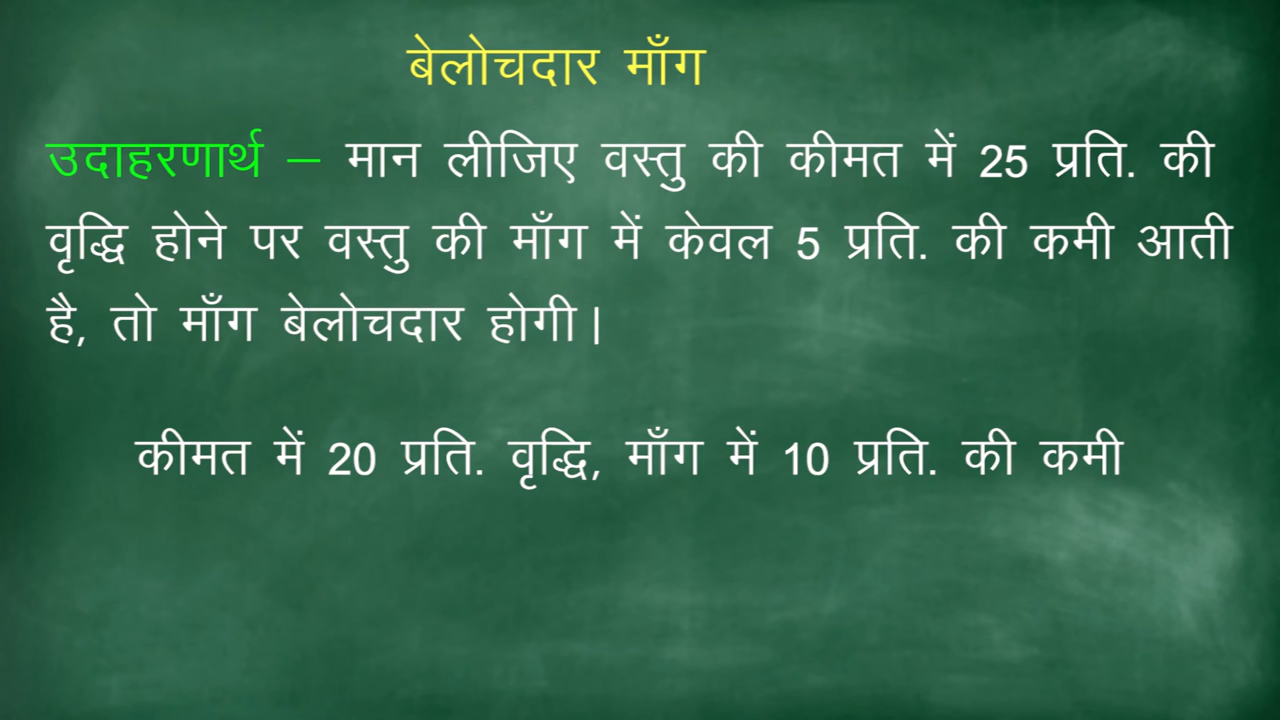 बेलोचदार माँग
उदाहरणार्थ – मान लीजिए वस्तु की कीमत में 25 प्रति. की
वृद्धि होने पर वस्तु की माँग में केवल 5 प्रति. की कमी आती
है, तो माँग बेलोचदार होगी।
कीमत में 20 प्रति. वृद्धि, माँग में 10 प्रति. की कमी